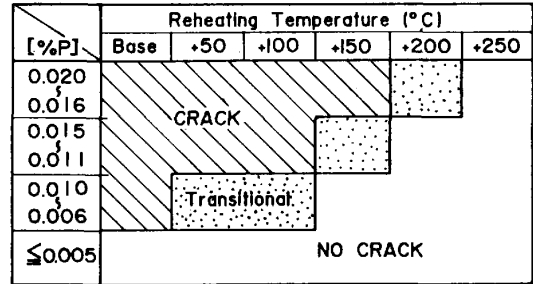 Reheating Temperature (°C)
[%P] Base +50 +100 +150 +200 +250
0.020
∫
0.016
CRACK
0.015
∫
0.011
0.010
∫
0.006
Transitional
≦0.005
NO CRACK